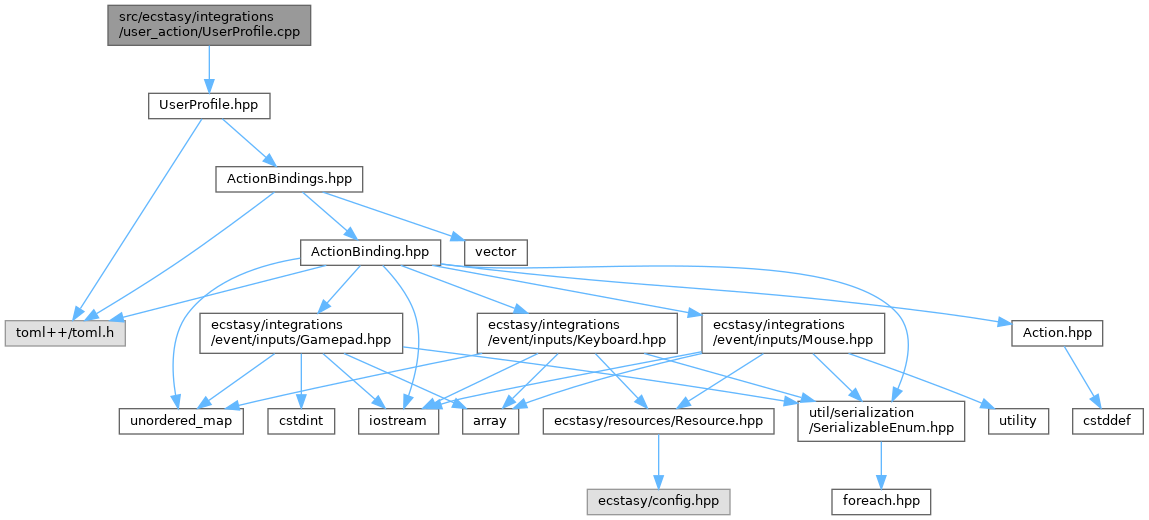 src/ecstasy/integrations
/user_action/UserProfile.cpp
UserProfile.hpp
ActionBindings.hpp
ActionBinding.hpp
vector
toml++/toml.h
ecstasy/integrations
/event/inputs/Gamepad.hpp
ecstasy/integrations
/event/inputs/Keyboard.hpp
ecstasy/integrations
/event/inputs/Mouse.hpp
Action.hpp
unordered_map
cstdint
iostream
array
ecstasy/resources/Resource.hpp
util/serialization
/SerializableEnum.hpp
utility
cstddef
ecstasy/config.hpp
foreach.hpp